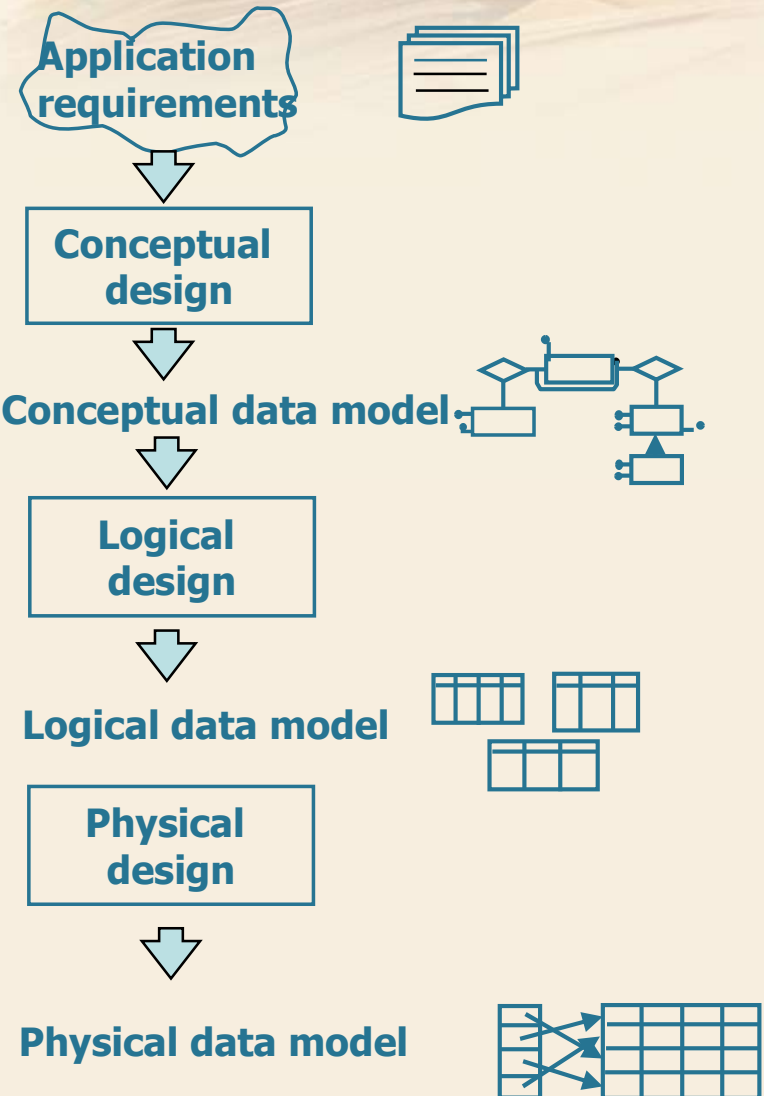 Application
requirements
Conceptual
design
Conceptual data model
Logical
design
Logical data model
Physical
design
Physical data model